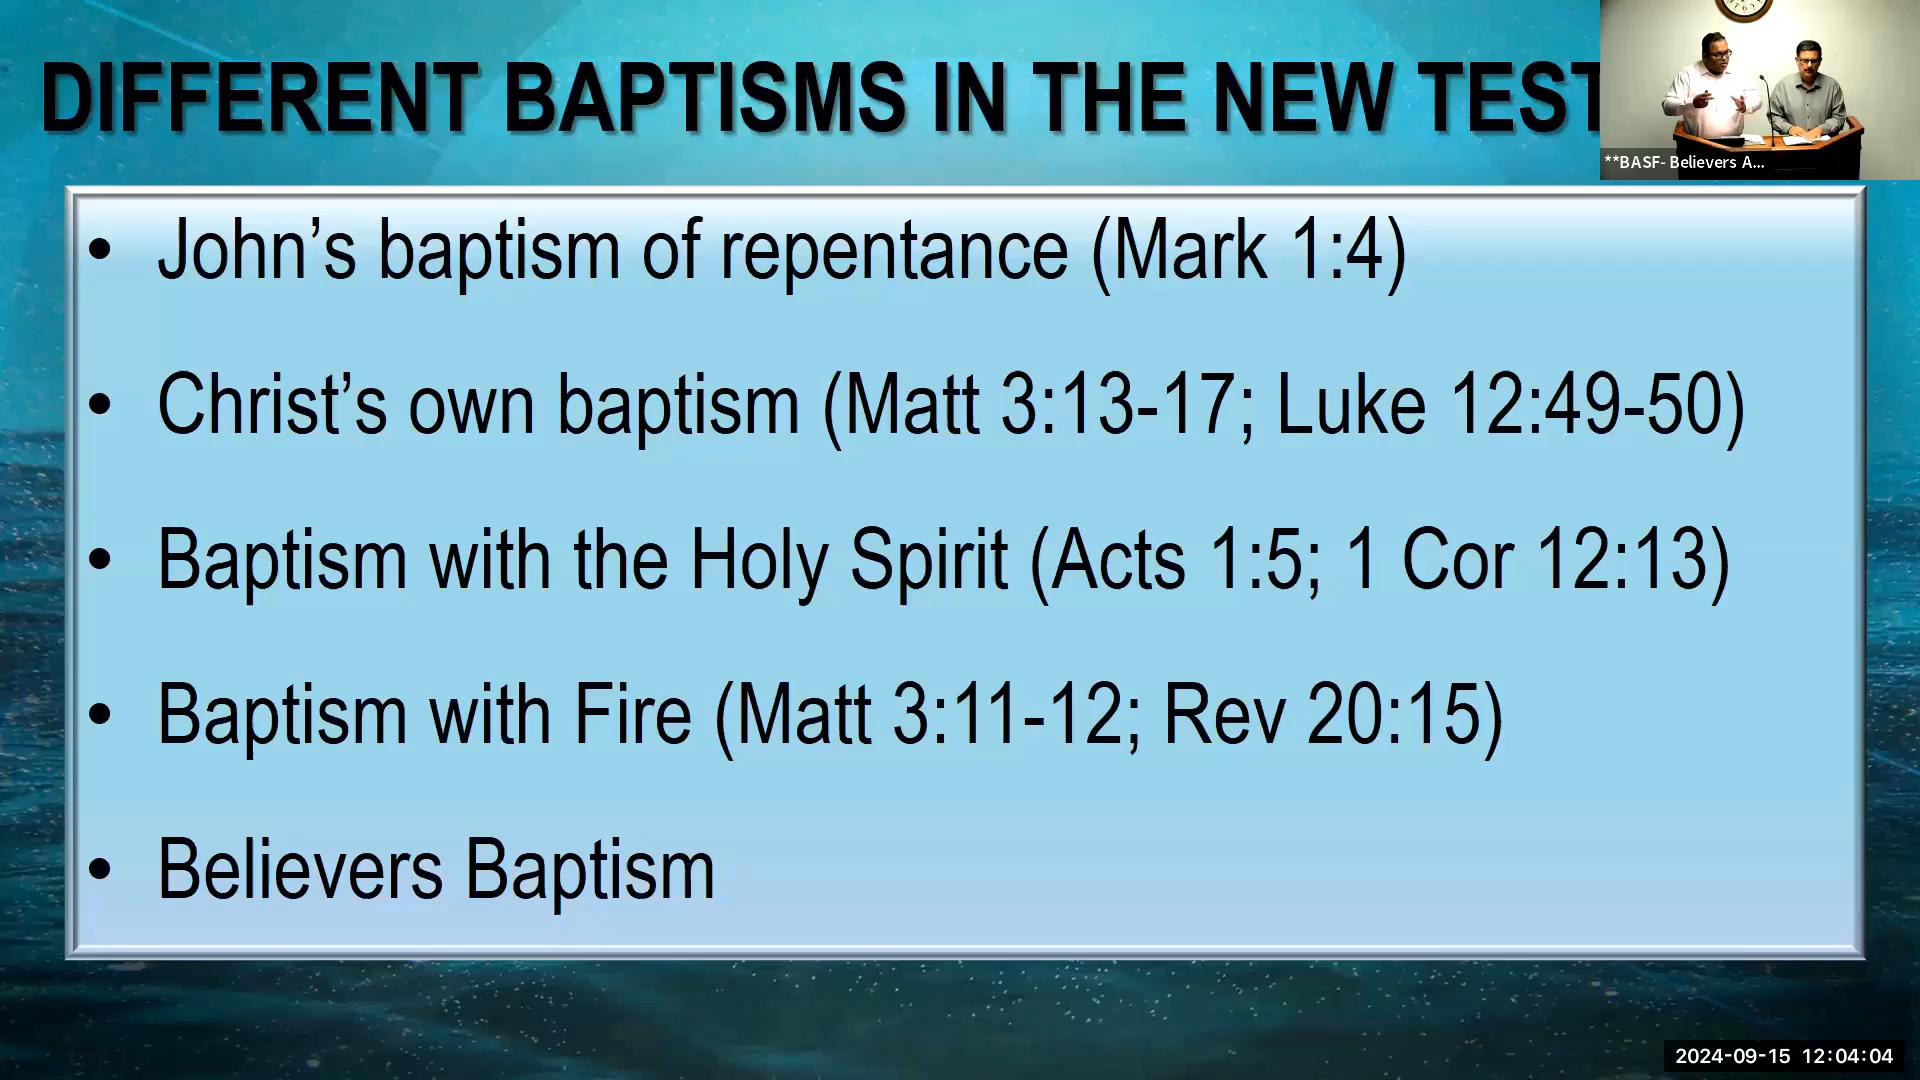 DIFFERENT BAPTISMS IN THE NEW TEST
**BASF- Believers A...
• John’s baptism of repentance (Mark 1:4)
• Christ’s own baptism (Matt 3:13-17; Luke 12:49-50)
• Baptism with the Holy Spirit (Acts 1:5; 1 Cor 12:13)
• Baptism with Fire (Matt 3:11-12; Rev 20:15)
• Believers Baptism
2024-09-15 12:04:04